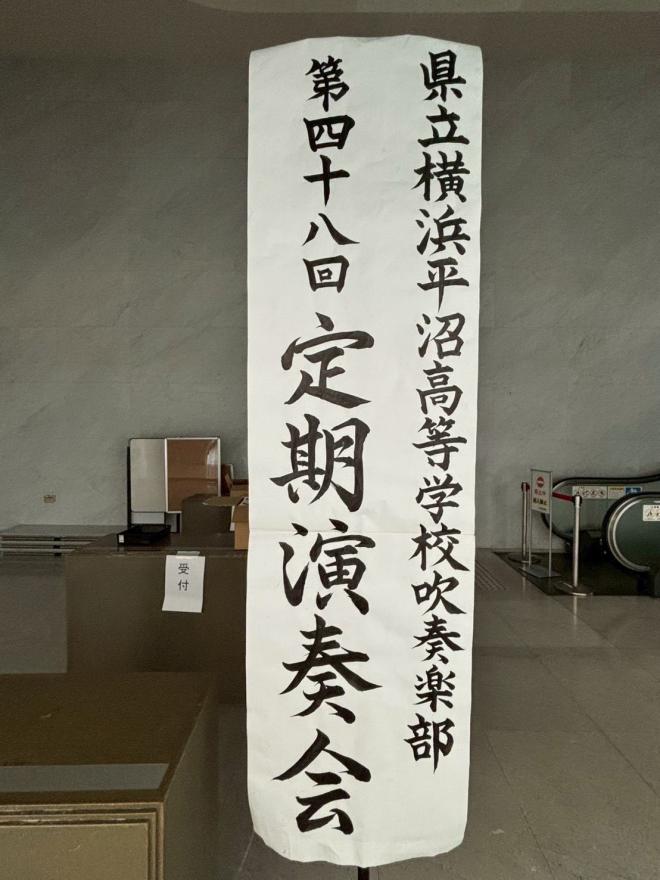 県立横浜平沼高等学校吹奏楽部
第四十八回 定期演奏会
受付